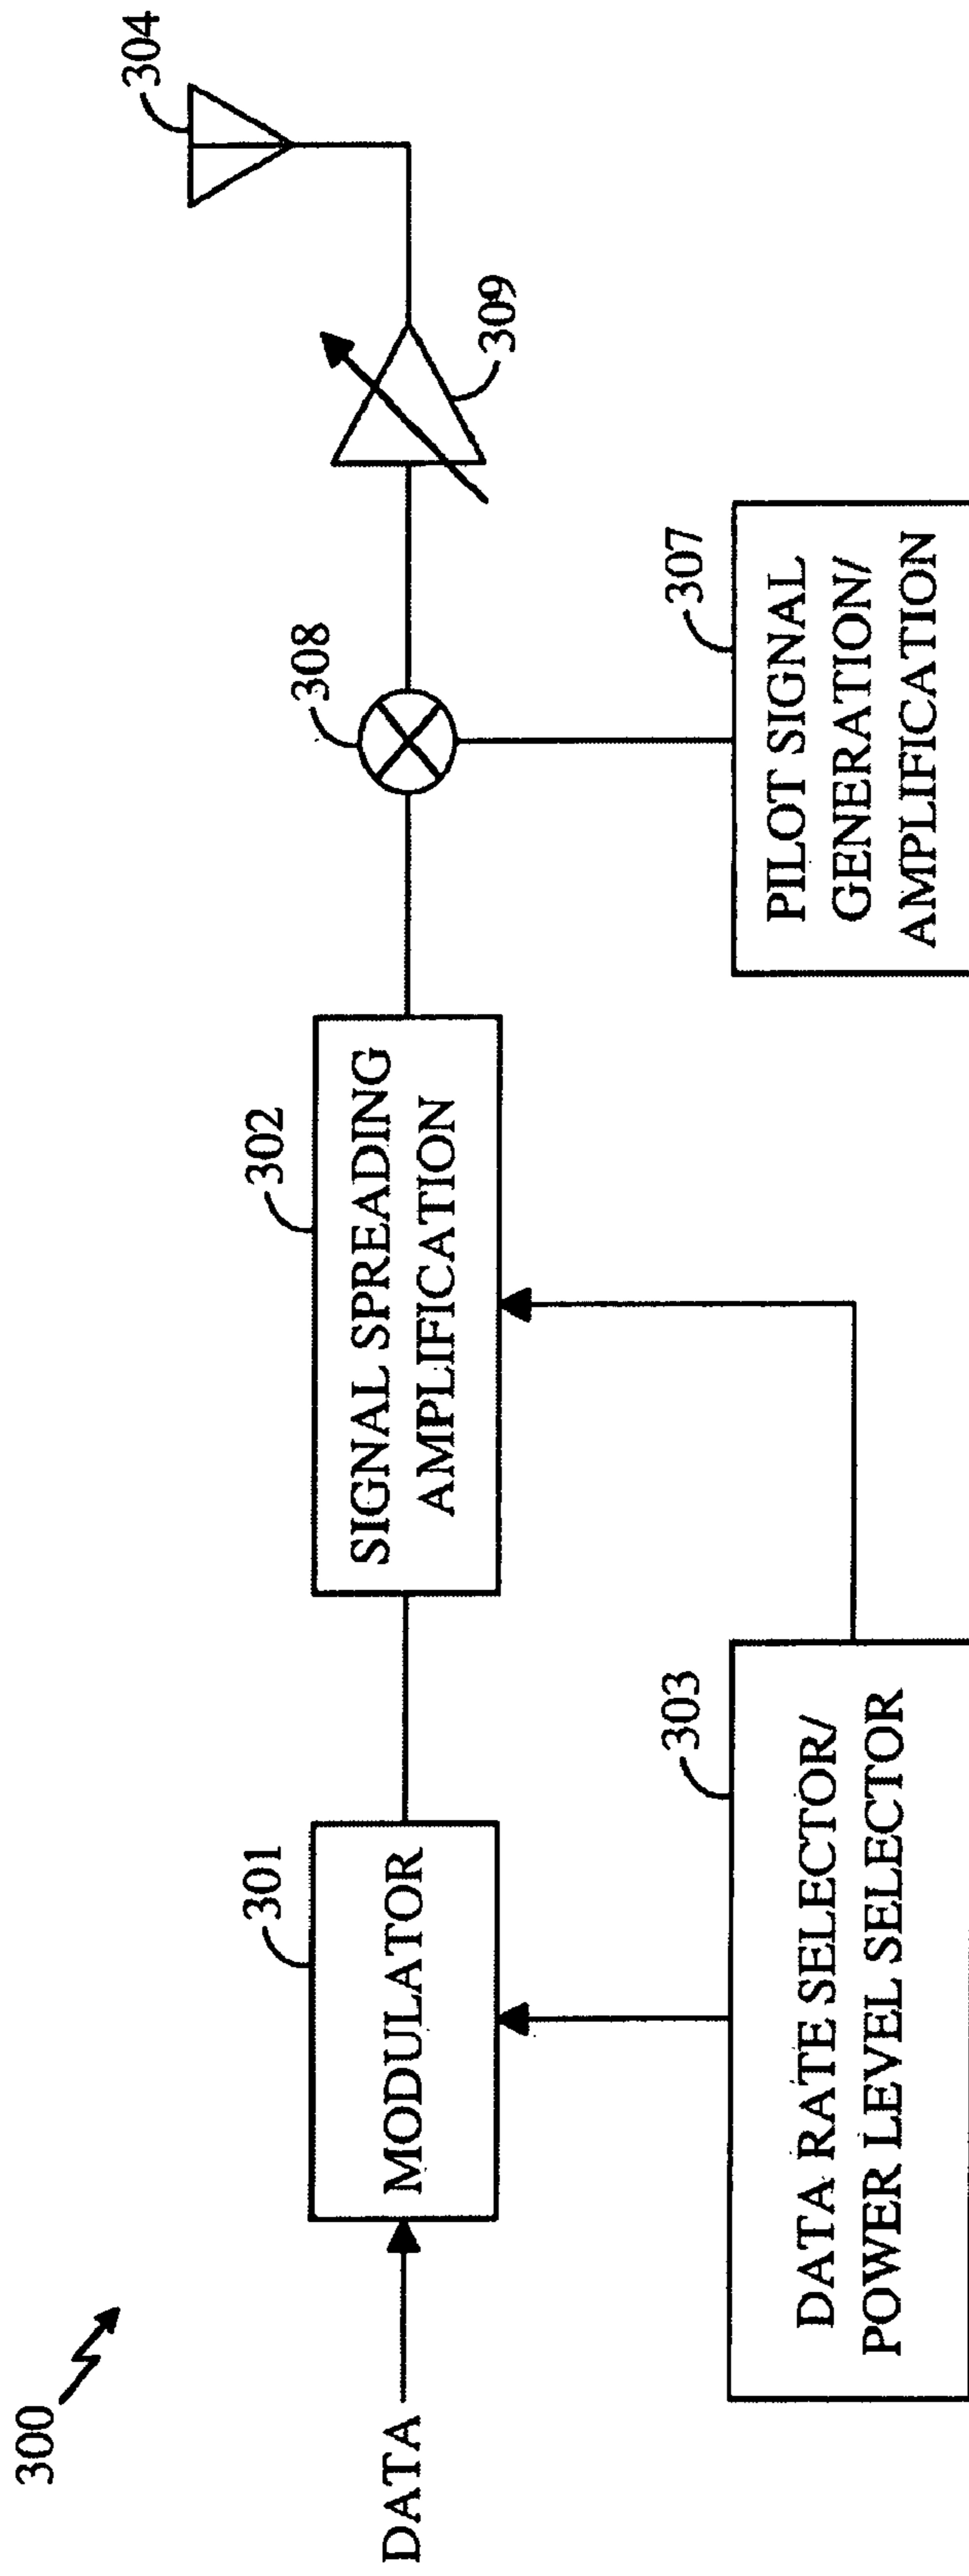 300
304
DATA
301
MODULATOR
302
SIGNAL SPREADING
AMPLIFICATION
308
309
303
DATA RATE SELECTOR/
POWER LEVEL SELECTOR
307
PILOT SIGNAL
GENERATION/
AMPLIFICATION